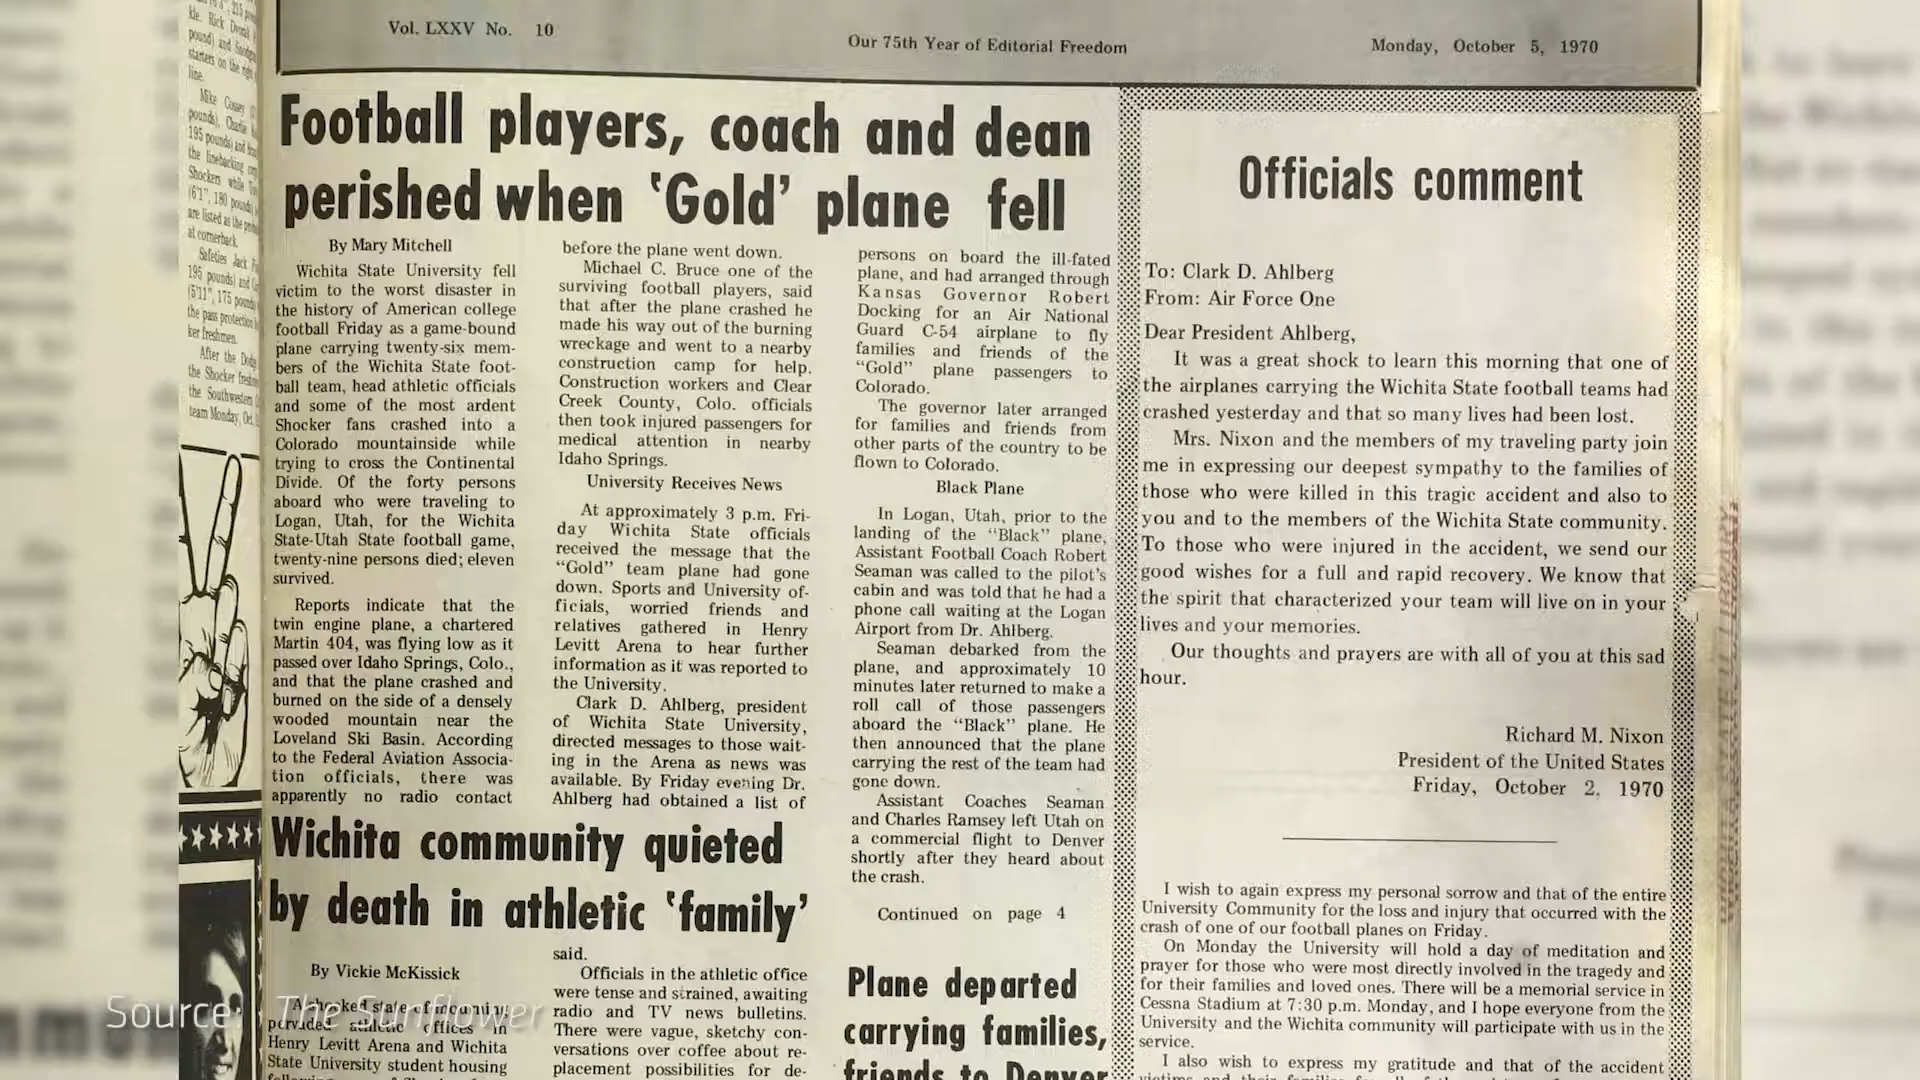 Vol. LXXV No. 10
Our 75th Year of Editorial Freedom
Monday, October 5, 1970
Football players, coach and dean
perished when 'Gold' plane fell
By Mary Mitchell
Wichita State University fell
victim to the worst disaster in
the history of American college
football Friday as a game-bound
plane carrying twenty-six mem-
bers of the Wichita State foot-
ball team, head athletic officials
and some of the most ardent
Shocker fans crashed into a
Colorado mountainside while
trying to cross the Continental
Divide. Of the forty persons
aboard who were traveling to
Logan, Utah, for the Wichita
State-Utah State football game,
twenty-nine persons died; eleven
survived.
Reports indicate that the
twin engine plane, a chartered
Martin 404, was flying low as it
passed over Idaho Springs, Colo.,
and that the plane crashed and
burned on the side of a densely
wooded mountain near the
Loveland Ski Basin. According
to the Federal Aviation Associa-
tion officials, there was
apparently no radio contact
before the plane went down.
Michael C. Bruce one of the
surviving football players, said
that after the plane crashed he
made his way out of the burning
wreckage and went to a nearby
construction camp for help.
Construction workers and Clear
Creek County, Colo. officials
then took injured passengers for
medical attention in nearby
Idaho Springs.
University Receives News
At approximately 3 p.m. Fri-
day Wichita State officials
received the message that the
"Gold" team plane had gone
down. Sports and University of-
ficials, worried friends and
relatives gathered in Henry
Levitt Arena to hear further
information as it was reported to
the University.
Clark D. Ahlberg, president
of Wichita State University,
directed messages to those wait-
ing in the Arena as news was
available. By Friday evening Dr.
Ahlberg had obtained a list of
persons on board the ill-fated
plane, and had arranged through
Kansas Governor Robert
Docking for an Air National
Guard C-54 airplane to fly
families and friends of the
"Gold" plane passengers to
Colorado.
The governor later arranged
for families and friends from
other parts of the country to be
flown to Colorado.
Black Plane
In Logan, Utah, prior to the
landing of the "Black" plane,
Assistant Football Coach Robert
Seaman was called to the pilot's
cabin and was told that he had a
phone call waiting at the Logan
Airport from Dr. Ahlberg.
Seaman debarked from the
plane, and approximately 10
minutes later returned to make a
roll call of those passengers
aboard the "Black" plane. He
then announced that the plane
carrying the rest of the team had
gone down.
Assistant Coaches Seaman
and Charles Ramsey left Utah on
a commercial flight to Denver
shortly after they heard about
the crash.
Continued on page 4
Officials comment
To: Clark D. Ahlberg
From: Air Force One
Dear President Ahlberg,
It was a great shock to learn this morning that one of
the airplanes carrying the Wichita State football teams had
crashed yesterday and that so many lives had been lost.
Mrs. Nixon and the members of my traveling party join
me in expressing our deepest sympathy to the families of
those who were killed in this tragic accident and also to
you and to the members of the Wichita State community.
To those who were injured in the accident, we send our
good wishes for a full and rapid recovery. We know that
the spirit that characterized your team will live on in your
lives and your memories.
Our thoughts and prayers are with all of you at this sad
hour.
Richard M. Nixon
President of the United States
Friday, October 2, 1970
I wish to again express my personal sorrow and that of the entire
University Community for the loss and injury that occurred with the
crash of one of our football planes on Friday.
On Monday the University will hold a day of meditation and
prayer for those who were most directly involved in the tragedy and
for their families and loved ones. There will be a memorial service in
Cessna Stadium at 7:30 p.m. Monday, and I hope everyone from the
University and the Wichita community will participate with us in the
service.
I also wish to express my gratitude and that of the accident
Wichita community quieted
by death in athletic 'family'
By Vickie McKissick
A shocked state of
pervaded athletic offices in
Henry Levitt Arena and Wichita
State University student housing
said.
Officials in the athletic office
were tense and strained, awaiting
radio and TV news bulletins.
There were vague, sketchy con-
versations over coffee about re-
placement possibilities for de-
Plane departed
carrying families,
friends to Denver
Source: The Sunflower